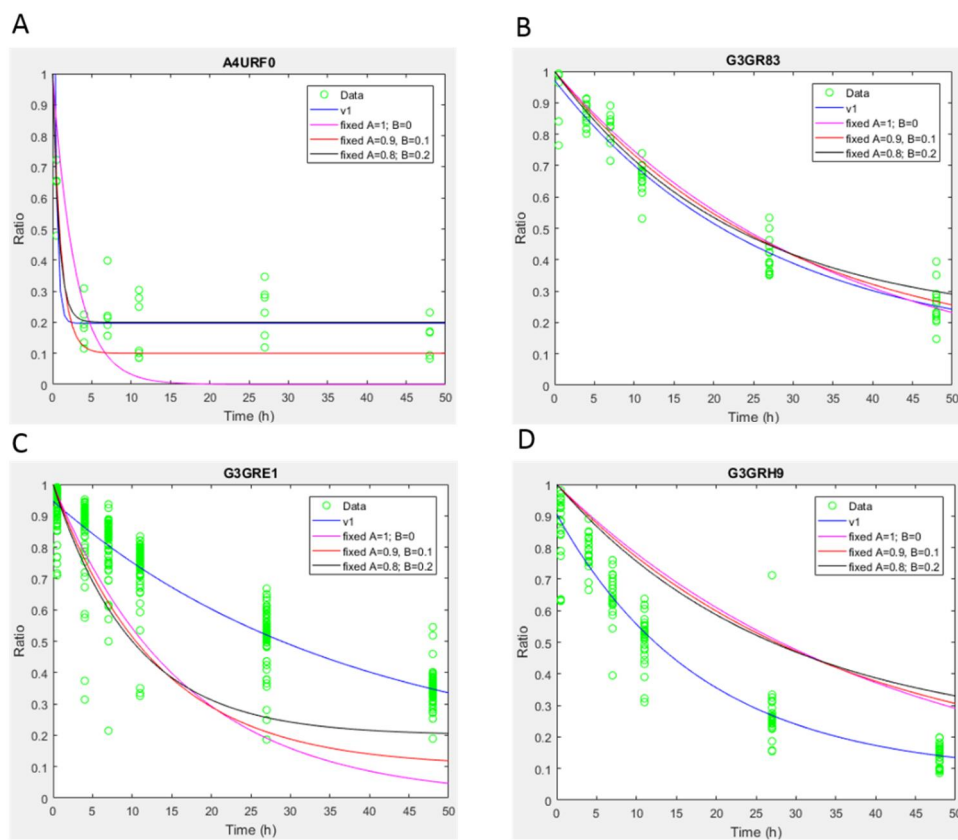 A
A4URF0
Data
v1
fixed A=1; B=0
fixed A=0.9, B=0.1
fixed A=0.8; B=0.2
Ratio
1
0.9
0.8
0.7
0.6
0.5
0.4
0.3
0.2
0.1
0
0 5 10 15 20 25 30 35 40 45 50
Time (h)
B
G3GR83
Data
v1
fixed A=1; B=0
fixed A=0.9, B=0.1
fixed A=0.8; B=0.2
Ratio
1
0.9
0.8
0.7
0.6
0.5
0.4
0.3
0.2
0.1
0
0 5 10 15 20 25 30 35 40 45 50
Time (h)
C
G3GRE1
Data
v1
fixed A=1; B=0
fixed A=0.9, B=0.1
fixed A=0.8; B=0.2
Ratio
1
0.9
0.8
0.7
0.6
0.5
0.4
0.3
0.2
0.1
0
0 5 10 15 20 25 30 35 40 45 50
Time (h)
D
G3GRH9
Data
v1
fixed A=1; B=0
fixed A=0.9, B=0.1
fixed A=0.8; B=0.2
Ratio
1
0.9
0.8
0.7
0.6
0.5
0.4
0.3
0.2
0.1
0
0 5 10 15 20 25 30 35 40 45 50
Time (h)